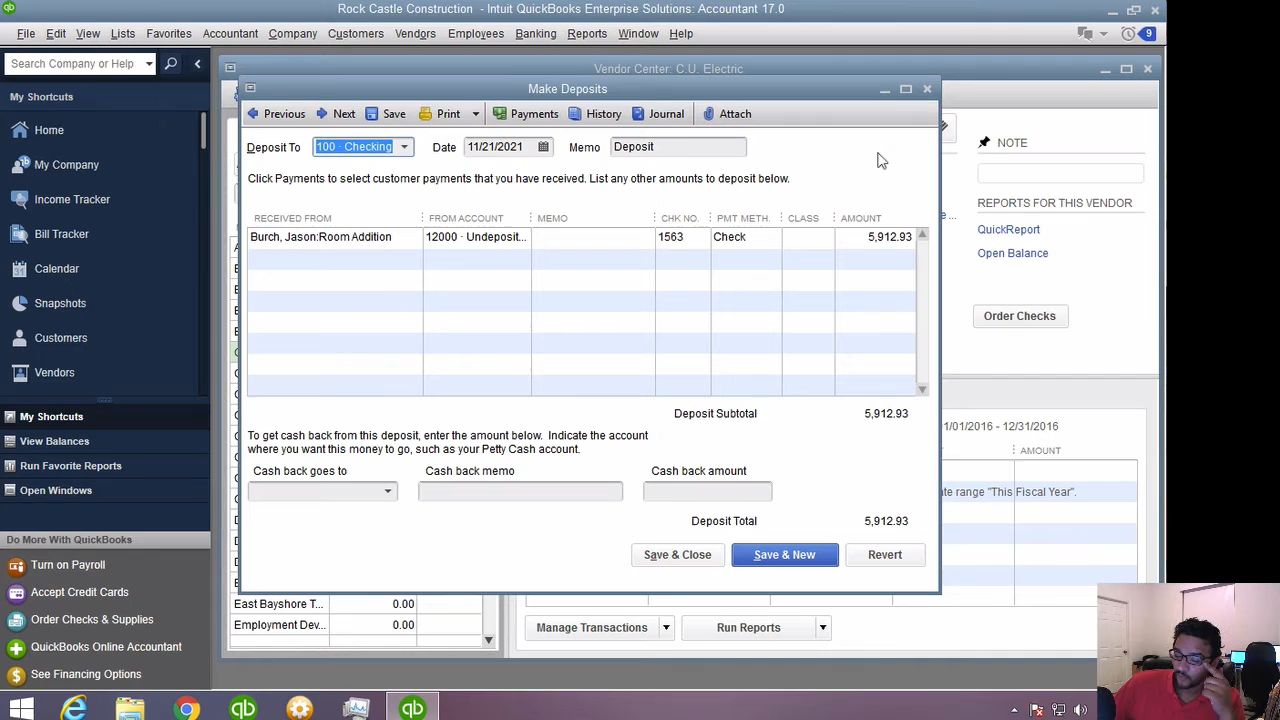 Rock Castle Construction - Intuit QuickBooks Enterprise Solutions: Accountant 17.0
File Edit View Lists Favorites Accountant Company Customers Vendors Employees Banking Reports Window Help 9
Search Company or Help
My Shortcuts
Home
My Company
Income Tracker
Bill Tracker
Calendar
Snapshots
Customers
Vendors
My Shortcuts
View Balances
Run Favorite Reports
Open Windows
Do More With QuickBooks
Turn on Payroll
Accept Credit Cards
Order Checks & Supplies
QuickBooks Online Accountant
See Financing Options
Vendor Center: C.U. Electric
Make Deposits
Previous Next Save Print Payments History Journal Attach
Deposit To 100 · Checking Date 11/21/2021 Memo Deposit
Click Payments to select customer payments that you have received. List any other amounts to deposit below.
RECEIVED FROM FROM ACCOUNT MEMO CHK NO. PMT METH. CLASS AMOUNT
Burch, Jason:Room Addition 12000 · Undeposit... 1563 Check 5,912.93
Deposit Subtotal 5,912.93
To get cash back from this deposit, enter the amount below. Indicate the account
where you want this money to go, such as your Petty Cash account.
Cash back goes to Cash back memo Cash back amount
Deposit Total 5,912.93
Save & Close Save & New Revert
NOTE
REPORTS FOR THIS VENDOR
QuickReport
Open Balance
Order Checks
/01/2016 - 12/31/2016
AMOUNT
ate range "This Fiscal Year".
East Bayshore T... 0.00
Employment Dev... 0.00
Manage Transactions Run Reports